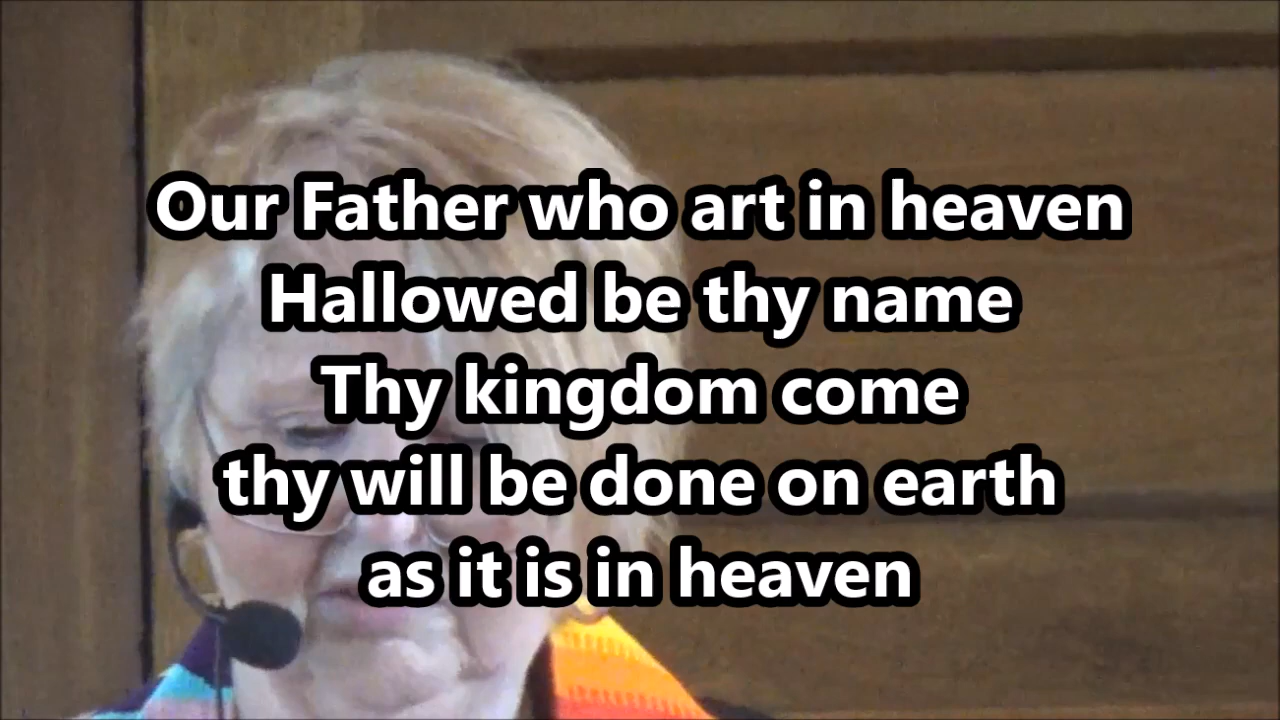 Our Father who art in heaven
Hallowed be thy name
Thy kingdom come
thy will be done on earth
as it is in heaven